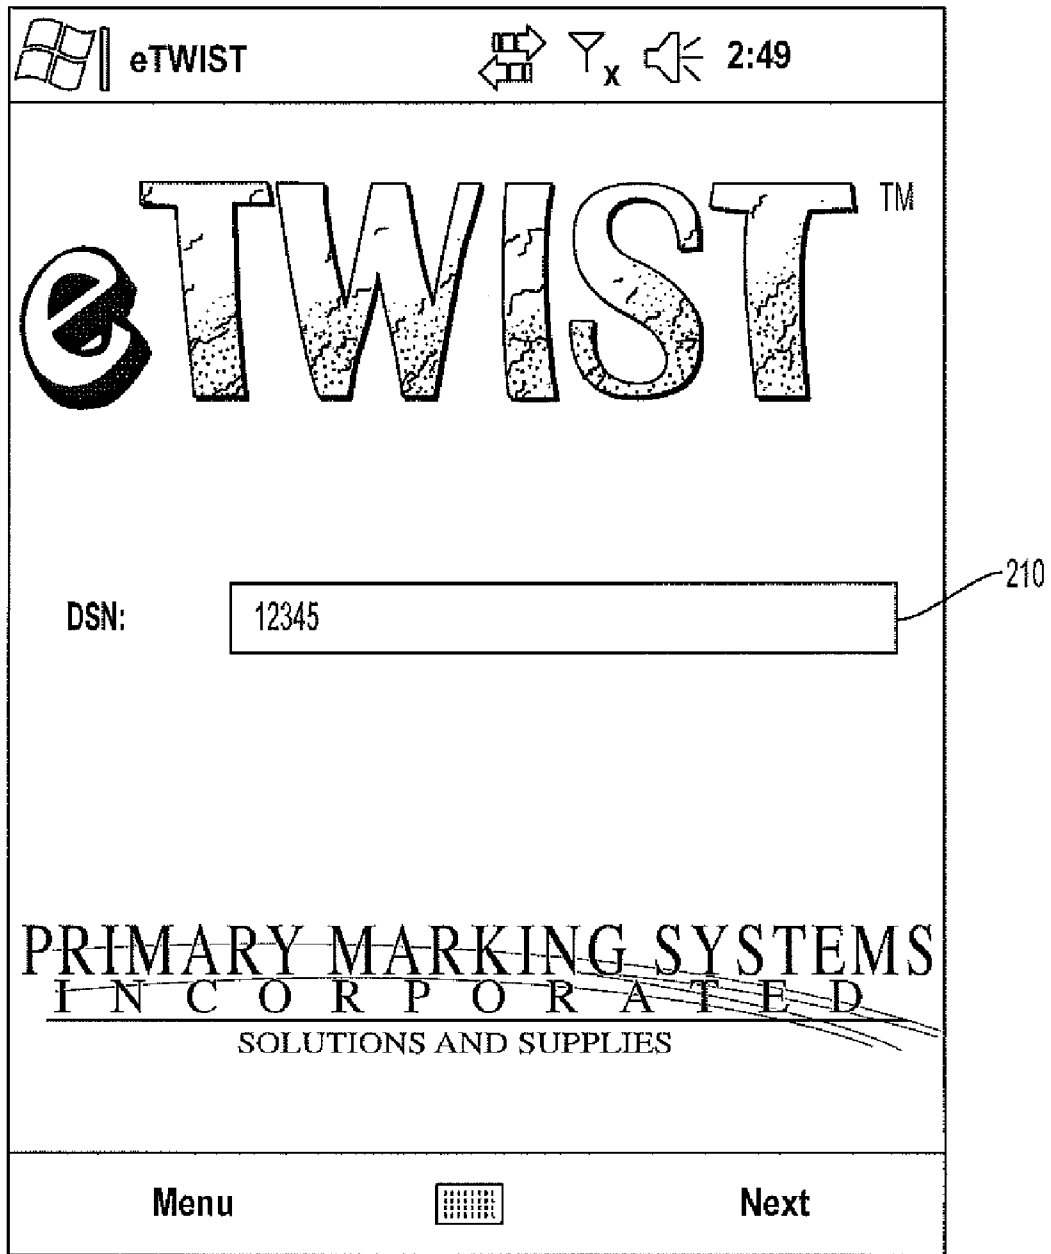 eTWIST x 2:49
eTWIST TM
210
DSN: 12345
PRIMARY MARKING SYSTEMS
INCORPORATED
SOLUTIONS AND SUPPLIES
Menu Next